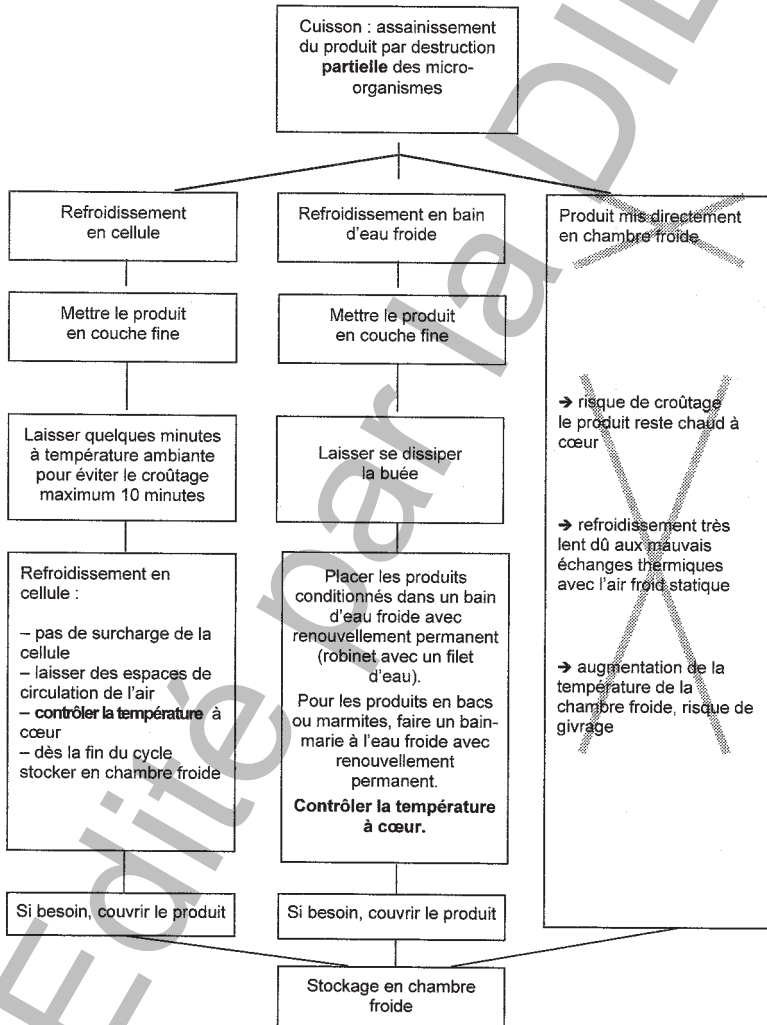 Cuisson : assainissement
du produit par destruction
partielle des micro-
organismes
Refroidissement
en cellule
Mettre le produit
en couche fine
Laisser quelques minutes
à température ambiante
pour éviter le croûtage
maximum 10 minutes
Refroidissement en
cellule :
– pas de surcharge de la
cellule
– laisser des espaces de
circulation de l'air
– contrôler la température à
cœur
– dès la fin du cycle
stocker en chambre froide
Si besoin, couvrir le produit
Refroidissement en bain
d'eau froide
Mettre le produit
en couche fine
Laisser se dissiper
la buée
Placer les produits
conditionnés dans un bain
d'eau froide avec
renouvellement permanent
(robinet avec un filet
d'eau).
Pour les produits en bacs
ou marmites, faire un bain-
marie à l'eau froide avec
renouvellement
permanent.
Contrôler la température
à cœur.
Si besoin, couvrir le produit
Produit mis directement
en chambre froide
→ risque de croûtage
le produit reste chaud à
cœur
→ refroidissement très
lent dû aux mauvais
échanges thermiques
avec l'air froid statique
→ augmentation de la
température de la
chambre froide, risque de
givrage
Stockage en chambre
froide
Edité par la DIL